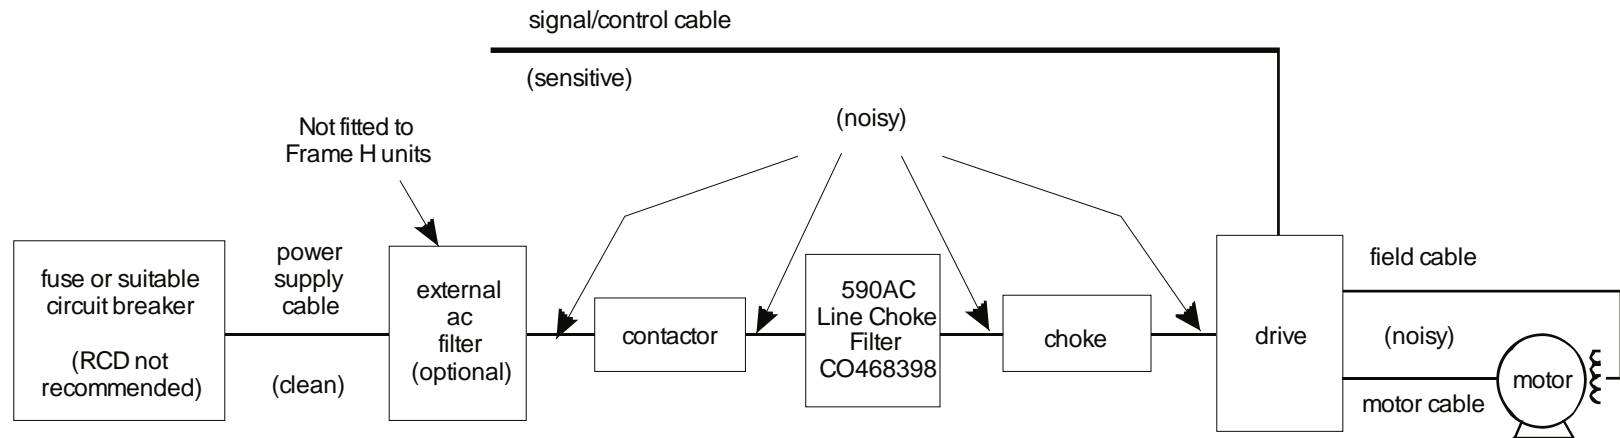 signal/control cable
(sensitive)
(noisy)
Not fitted to
Frame H units
fuse or suitable
circuit breaker
(RCD not
recommended)
power
supply
cable
(clean)
external
ac
filter
(optional)
contactor
590AC
Line Choke
Filter
CO468398
choke
drive
field cable
(noisy)
motor cable
motor